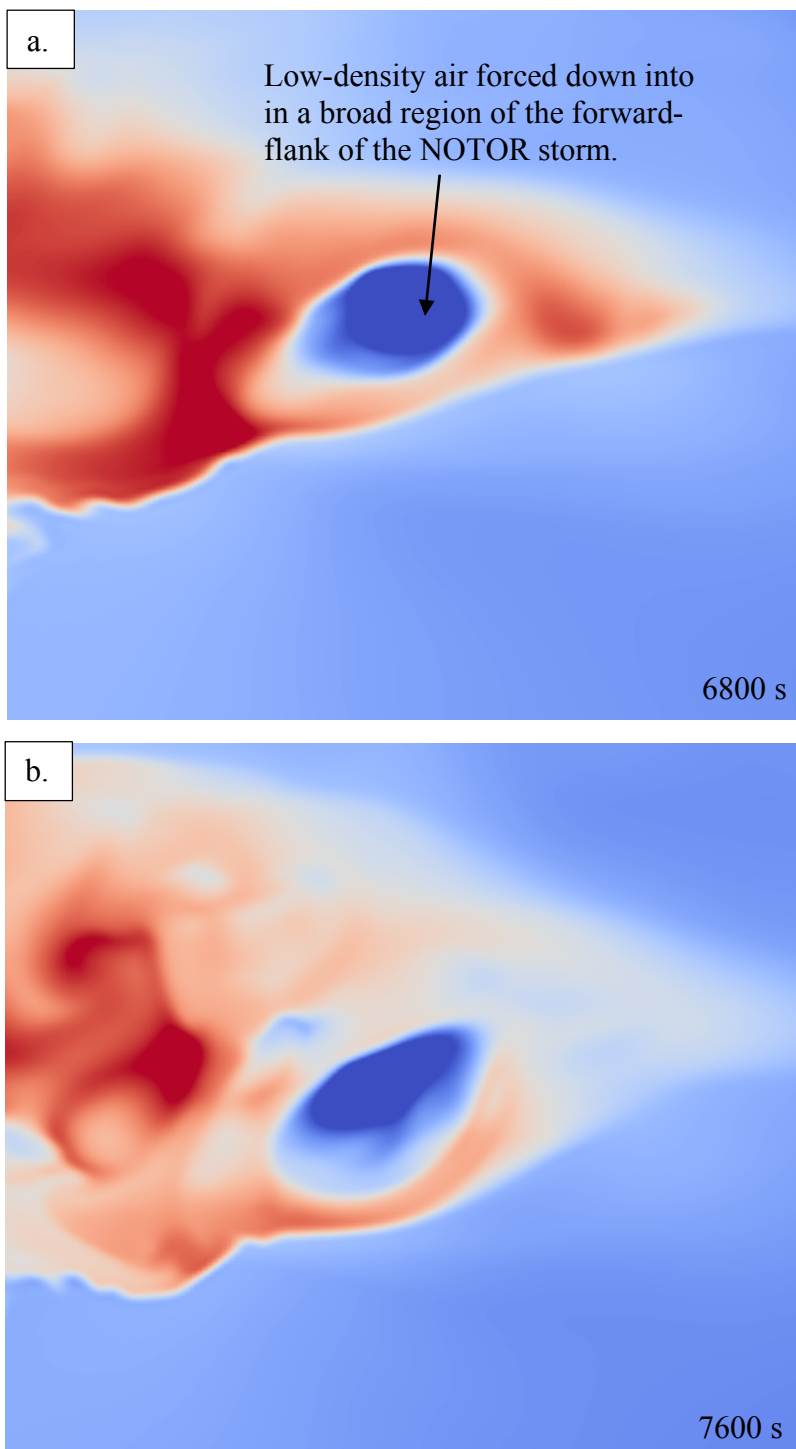 a.
Low-density air forced down into
in a broad region of the forward-
flank of the NOTOR storm.
6800 s
b.
7600 s